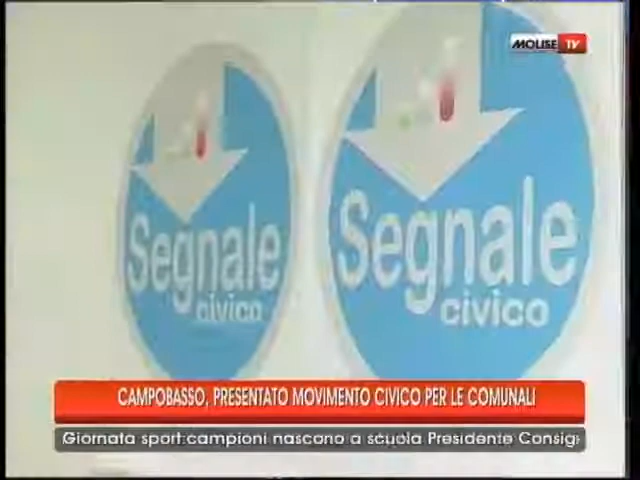 MOLISE TV
Segnale
civico
Segnale
civico
CAMPOBASSO, PRESENTATO MOVIMENTO CIVICO PER LE COMUNALI
Giornata sport:campioni nascono a scuola Presidente Consig